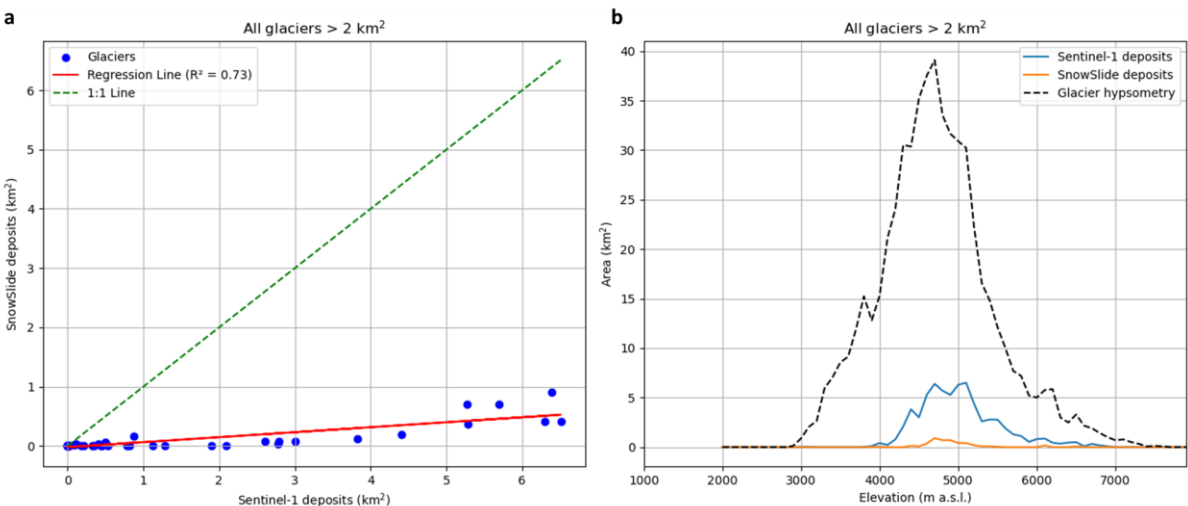 a
All glaciers > 2 km²
Glaciers
Regression Line (R² = 0.73)
1:1 Line
6
5
4
3
2
1
0
SnowSlide deposits (km²)
0 1 2 3 4 5 6
Sentinel-1 deposits (km²)
b
All glaciers > 2 km²
Sentinel-1 deposits
SnowSlide deposits
Glacier hypsometry
40
35
30
25
20
15
10
5
0
Area (km²)
1000 2000 3000 4000 5000 6000 7000
Elevation (m a.s.l.)